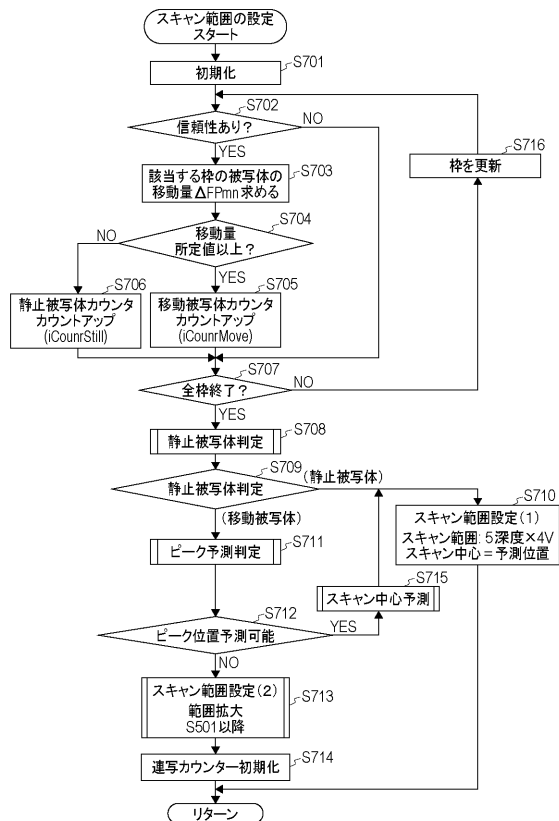 スキャン範囲の設定
スタート
初期化
S701
信頼性あり?
S702
NO
YES
該当する枠の被写体の
移動量ΔFPmn求める
S703
枠を更新
S716
移動量
所定値以上?
S704
NO
YES
静止被写体カウンタ
カウントアップ
(iCounrStill)
S706
移動被写体カウンタ
カウントアップ
(iCounrMove)
S705
全枠終了?
S707
NO
YES
静止被写体判定
S708
静止被写体判定
S709
(静止被写体)
(移動被写体)
スキャン範囲設定(1)
スキャン範囲:5深度×4V
スキャン中心=予測位置
S710
ピーク予測判定
S711
スキャン中心予測
S715
ピーク位置予測可能
S712
YES
NO
スキャン範囲設定(2)
範囲拡大
S501以降
S713
連写カウンター初期化
S714
リターン